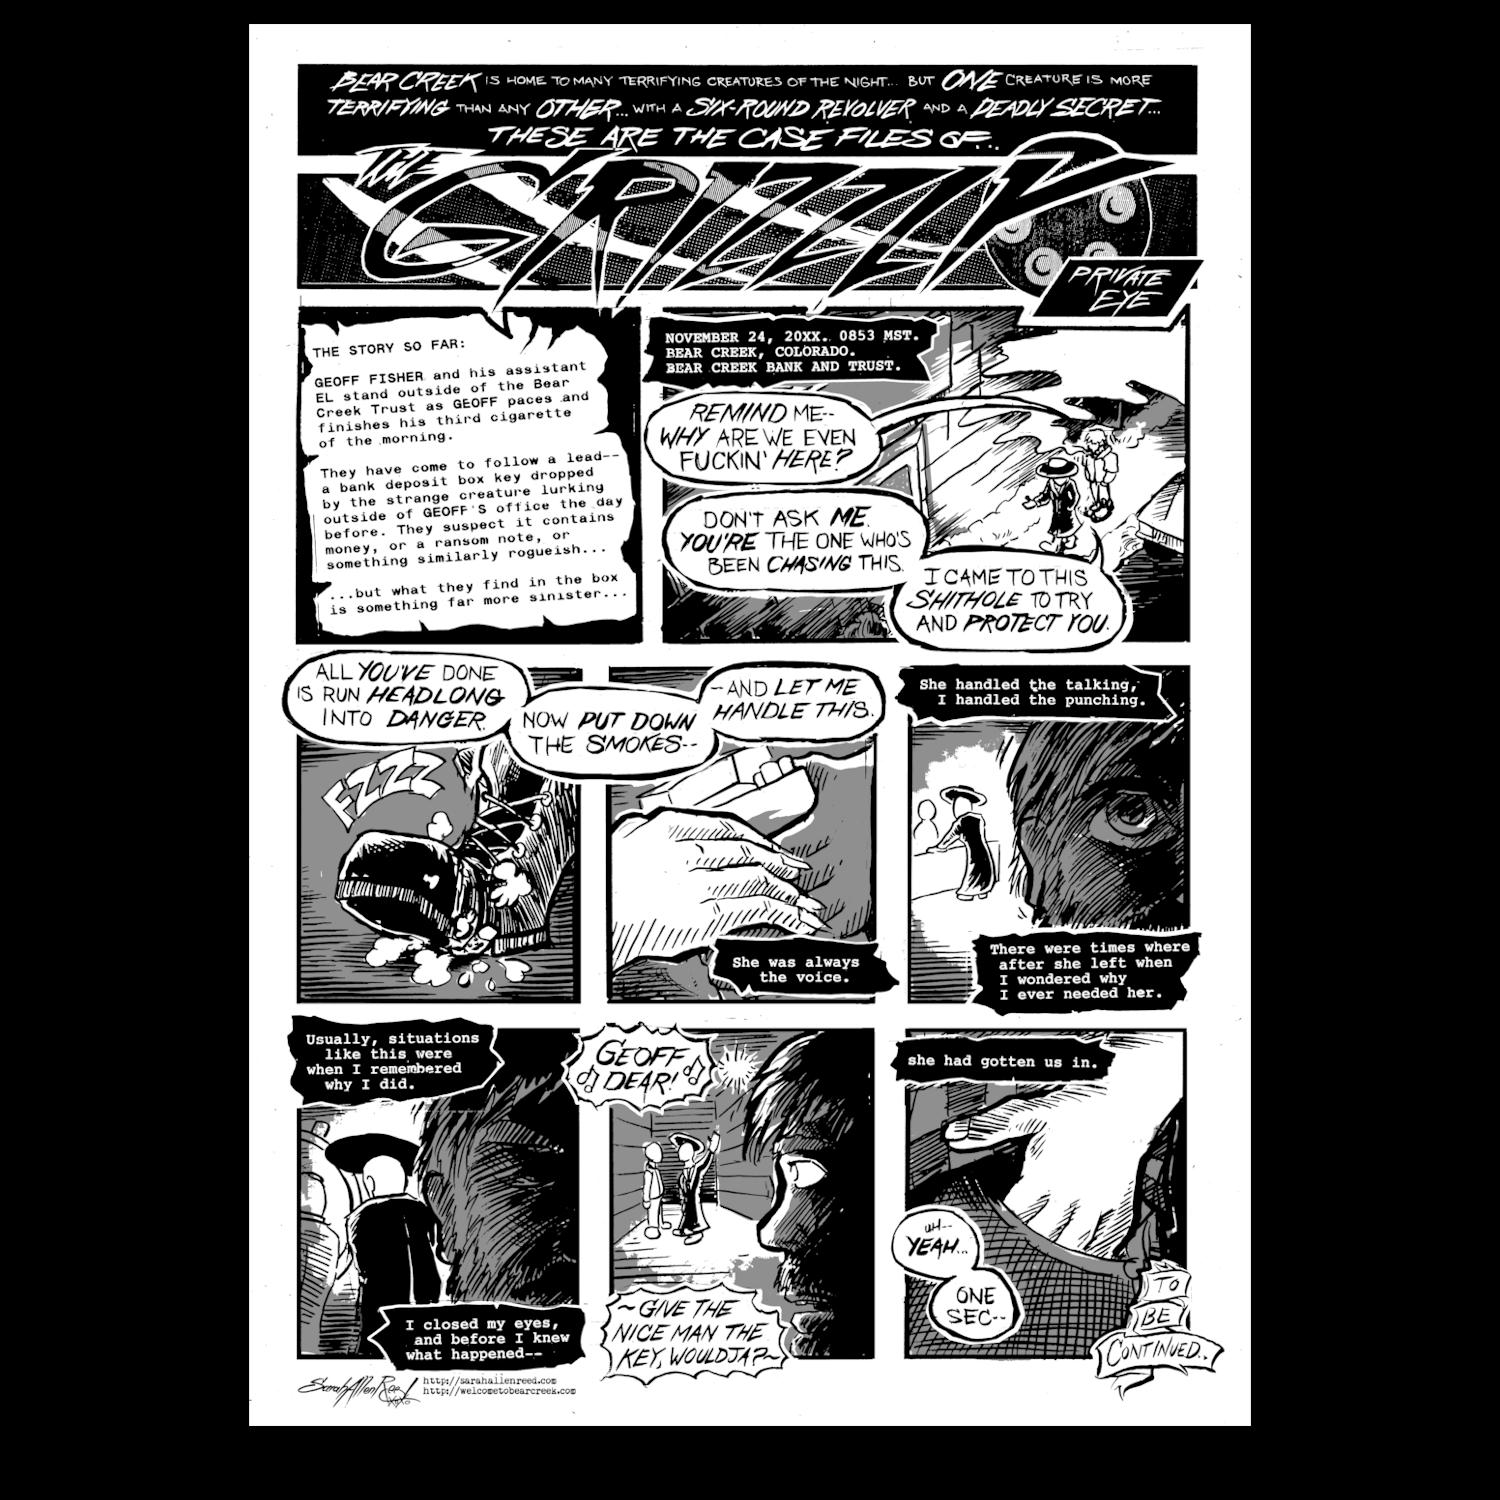 BEAR CREEK IS HOME TO MANY TERRIFYING CREATURES OF THE NIGHT... BUT ONE CREATURE IS MORE
TERRIFYING THAN ANY OTHER... WITH A SIX-ROUND REVOLVER AND A DEADLY SECRET...
THESE ARE THE CASE FILES OF...
THE
GRIZZLY
PRIVATE
EYE
THE STORY SO FAR:
GEOFF FISHER and his assistant
EL stand outside of the Bear
Creek Trust as GEOFF paces and
finishes his third cigarette
of the morning.
They have come to follow a lead--
a bank deposit box key dropped
by the strange creature lurking
outside of GEOFF'S office the day
before. They suspect it contains
money, or a ransom note, or
something similarly rogueish...
...but what they find in the box
is something far more sinister...
NOVEMBER 24, 20XX. 0853 MST.
BEAR CREEK, COLORADO.
BEAR CREEK BANK AND TRUST.
REMIND ME--
WHY ARE WE EVEN
FUCKIN' HERE?
DON'T ASK ME.
YOU'RE THE ONE WHO'S
BEEN CHASING THIS.
I CAME TO THIS
SHITHOLE TO TRY
AND PROTECT YOU.
ALL YOU'VE DONE
IS RUN HEADLONG
INTO DANGER.
FZZZ
NOW PUT DOWN
THE SMOKES--
-AND LET ME
HANDLE THIS.
She was always
the voice.
She handled the talking,
I handled the punching.
There were times where
after she left when
I wondered why
I ever needed her.
Usually, situations
like this were
when I remembered
why I did.
I closed my eyes,
and before I knew
what happened--
GEOFF
DEAR!
~GIVE THE
NICE MAN THE
KEY, WOULDJA?~
she had gotten us in.
UH--
YEAH...
ONE
SEC--
TO
BE
CONTINUED..
Sarah Allen Reed
http://sarahallenreed.com
http://welcometobearcreek.com